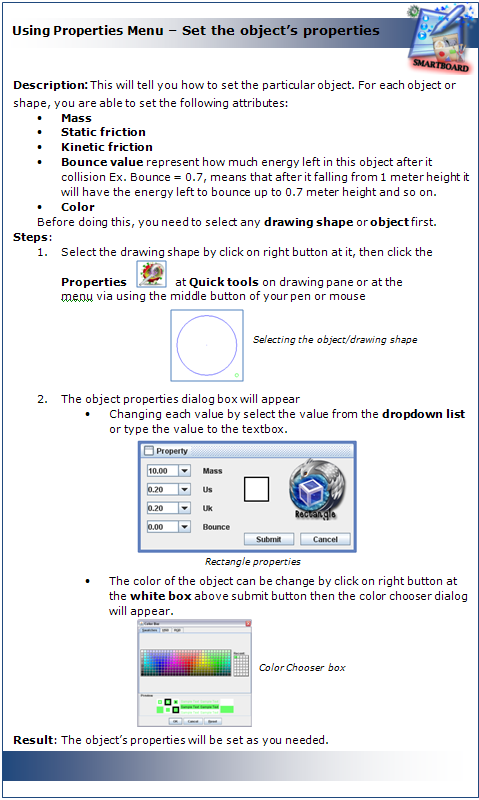 Using Properties Menu – Set the object's properties
SMARTBOARD
Description: This will tell you how to set the particular object. For each object or
shape, you are able to set the following attributes:
• Mass
• Static friction
• Kinetic friction
• Bounce value represent how much energy left in this object after it
collision Ex. Bounce = 0.7, means that after it falling from 1 meter height it
will have the energy left to bounce up to 0.7 meter height and so on.
• Color
Before doing this, you need to select any drawing shape or object first.
Steps:
1. Select the drawing shape by click on right button at it, then click the
Properties at Quick tools on drawing pane or at the
menu via using the middle button of your pen or mouse
Selecting the object/drawing shape
2. The object properties dialog box will appear
• Changing each value by select the value from the dropdown list
or type the value to the textbox.
Property
10.00 Mass
0.20 Us
0.20 Uk
0.00 Bounce
Rectangle
Submit Cancel
Rectangle properties
• The color of the object can be change by click on right button at
the white box above submit button then the color chooser dialog
will appear.
Color Chooser box
Result: The object's properties will be set as you needed.